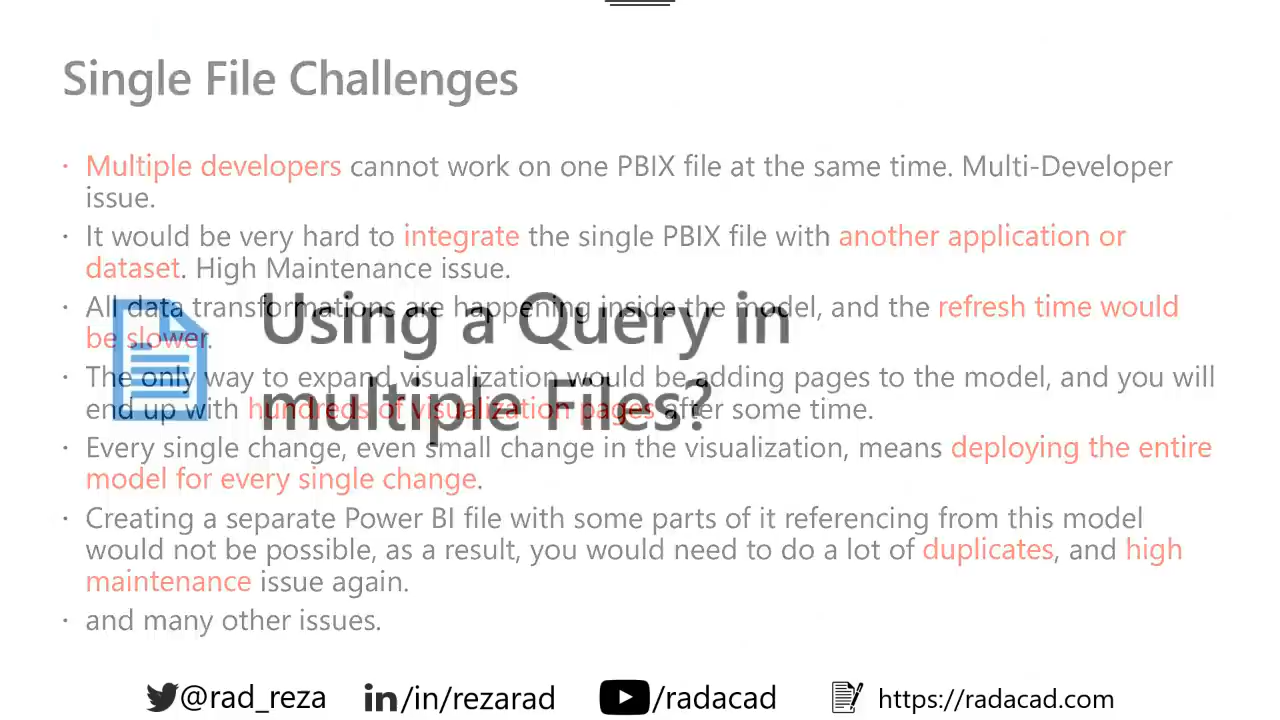 Single File Challenges
· Multiple developers cannot work on one PBIX file at the same time. Multi-Developer
issue.
· It would be very hard to integrate the single PBIX file with another application or
dataset. High Maintenance issue.
· All data transformations are happening inside the model, and the refresh time would
be slower.
Using a Query in
· The only way to expand visualization would be adding pages to the model, and you will
end up with hundreds of visualization pages after some time.
multiple Files?
· Every single change, even small change in the visualization, means deploying the entire
model for every single change.
· Creating a separate Power BI file with some parts of it referencing from this model
would not be possible, as a result, you would need to do a lot of duplicates, and high
maintenance issue again.
· and many other issues.
@rad_reza in/in/rezarad /radacad https://radacad.com